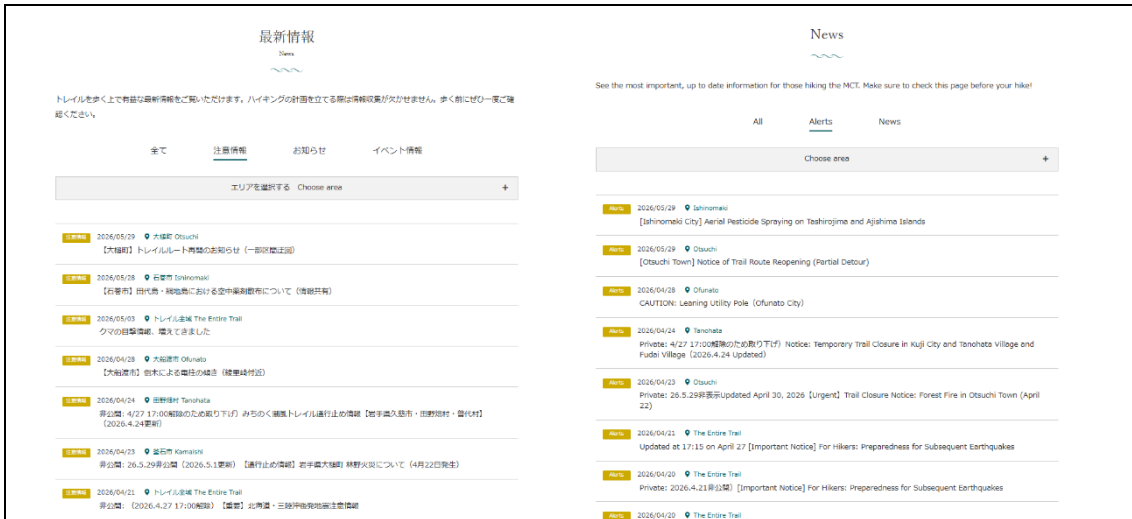 最新情報
News
トレイルを歩く上で有益な最新情報をご覧いただけます。ハイキングの計画を立てる際は情報収集が欠かせません。歩く前にぜひ一度ご確
認ください。
全て 注意情報 お知らせ イベント情報
エリアを選択する Choose area +
注意情報 2026/05/29 大槌町 Otsuchi
【大槌町】トレイルルート再開のお知らせ（一部区間迂回）
注意情報 2026/05/28 石巻市 Ishinomaki
【石巻市】田代島・網地島における空中薬剤散布について（情報共有）
注意情報 2026/05/03 トレイル全域 The Entire Trail
クマの目撃情報、増えてきました
注意情報 2026/04/28 大船渡市 Ofunato
【大船渡市】樹木による電柱の傾き（綾里崎付近）
注意情報 2026/04/24 田野畑村 Tanohata
非公開: 4/27 17:00解除のため取り下げ）みちのく潮風トレイル通行止め情報【岩手県久慈市・田野畑村・普代村】
（2026.4.24更新）
注意情報 2026/04/23 釜石市 Kamaishi
非公開: 26.5.29非公開（2026.5.1更新）【通行止め情報】岩手県大槌町 林野火災について（4月22日発生）
注意情報 2026/04/21 トレイル全域 The Entire Trail
非公開: （2026.4.27 17:00解除）【重要】北海道・三陸沖後発地震注意情報
News
See the most important, up to date information for those hiking the MCT. Make sure to check this page before your hike!
All Alerts News
Choose area +
Alerts 2026/05/29 Ishinomaki
[Ishinomaki City] Aerial Pesticide Spraying on Tashirojima and Ajishima Islands
Alerts 2026/05/29 Otsuchi
[Otsuchi Town] Notice of Trail Route Reopening (Partial Detour)
Alerts 2026/04/28 Ofunato
CAUTION: Leaning Utility Pole（Ofunato City）
Alerts 2026/04/24 Tanohata
Private: 4/27 17:00解除のため取り下げ）Notice: Temporary Trail Closure in Kuji City and Tanohata Village and
Fudai Village（2026.4.24 Updated）
Alerts 2026/04/23 Otsuchi
Private: 26.5.29非表示Updated April 30, 2026【Urgent】Trail Closure Notice: Forest Fire in Otsuchi Town (April
22)
Alerts 2026/04/21 The Entire Trail
Updated at 17:15 on April 27 [Important Notice] For Hikers: Preparedness for Subsequent Earthquakes
Alerts 2026/04/20 The Entire Trail
Private: 2026.4.21非公開）[Important Notice] For Hikers: Preparedness for Subsequent Earthquakes
Alerts 2026/04/20 The Entire Trail